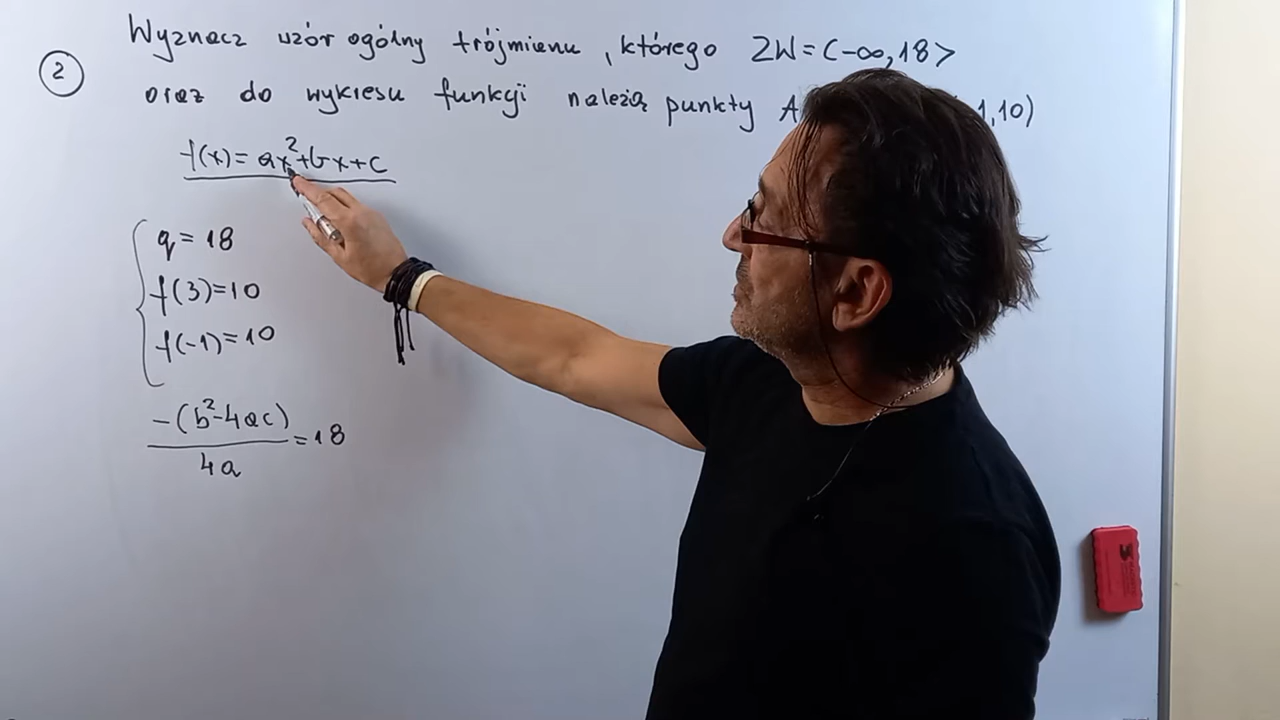 2
Wyznacz wzór ogólny trójmianu, którego ZW=(-∞,18>
oraz do wykresu funkcji należią punkty A 1,10)
f(x)=ax²+bx+c
q=18
f(3)=10
f(-1)=10
-(b²-4ac)
=18
4a